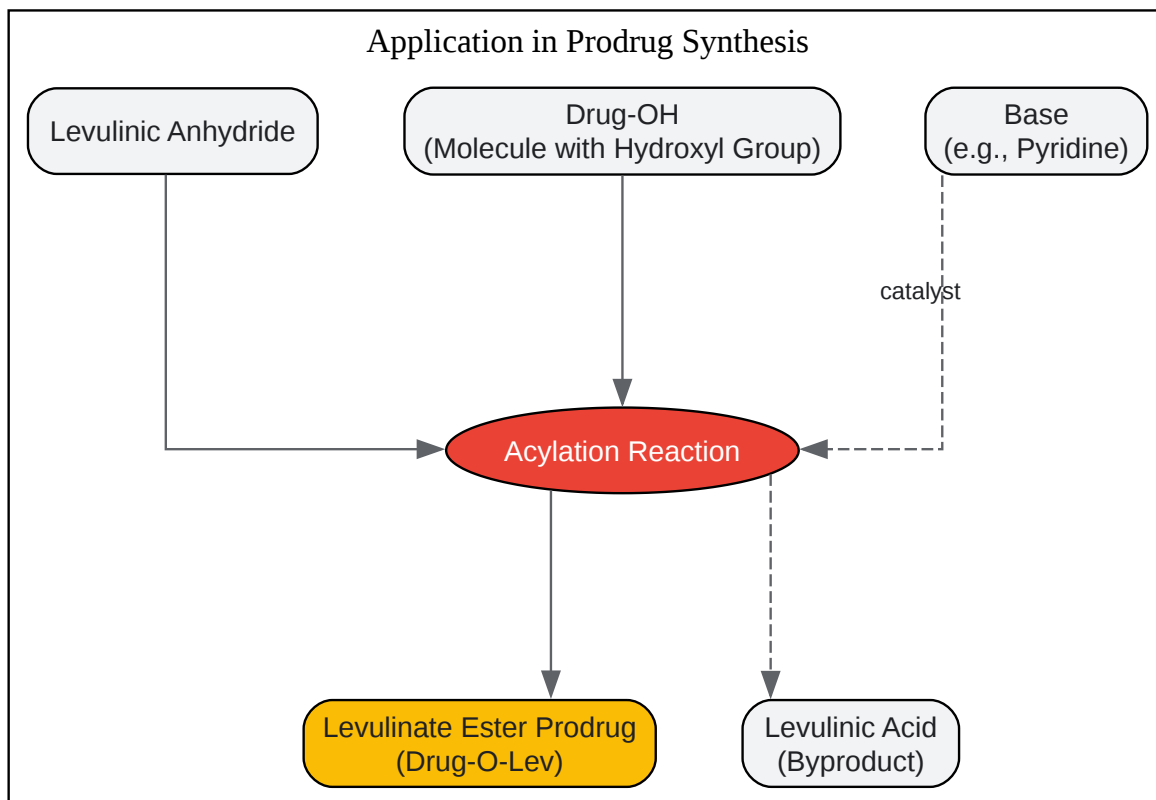 Application in Prodrug Synthesis
Levulinic Anhydride
Drug-OH
(Molecule with Hydroxyl Group)
Base
(e.g., Pyridine)
catalyst
Acylation Reaction
Levulinate Ester Prodrug
(Drug-O-Lev)
Levulinic Acid
(Byproduct)